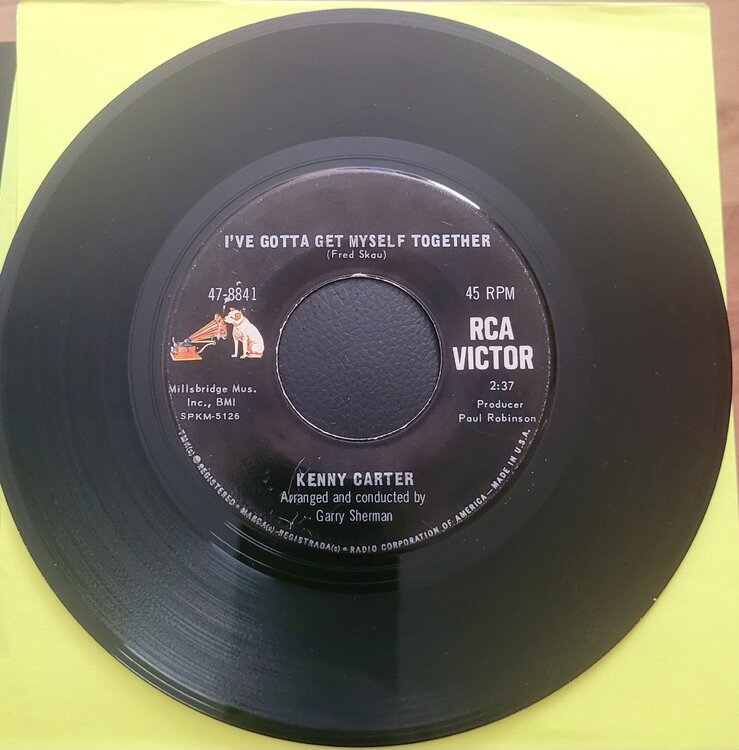 I'VE GOTTA GET MYSELF TOGETHER
(Fred Skau)
47-8841
45 RPM
RCA
VICTOR
Millsbridge Mus.
Inc., BMI
SPKM-5126
2:37
Producer
Paul Robinson
KENNY CARTER
Arranged and conducted by
Garry Sherman
TMK(s) ® REGISTERED • MARCA(s) REGISTRADA(s) • RADIO CORPORATION OF AMERICA—MADE IN U.S.A.